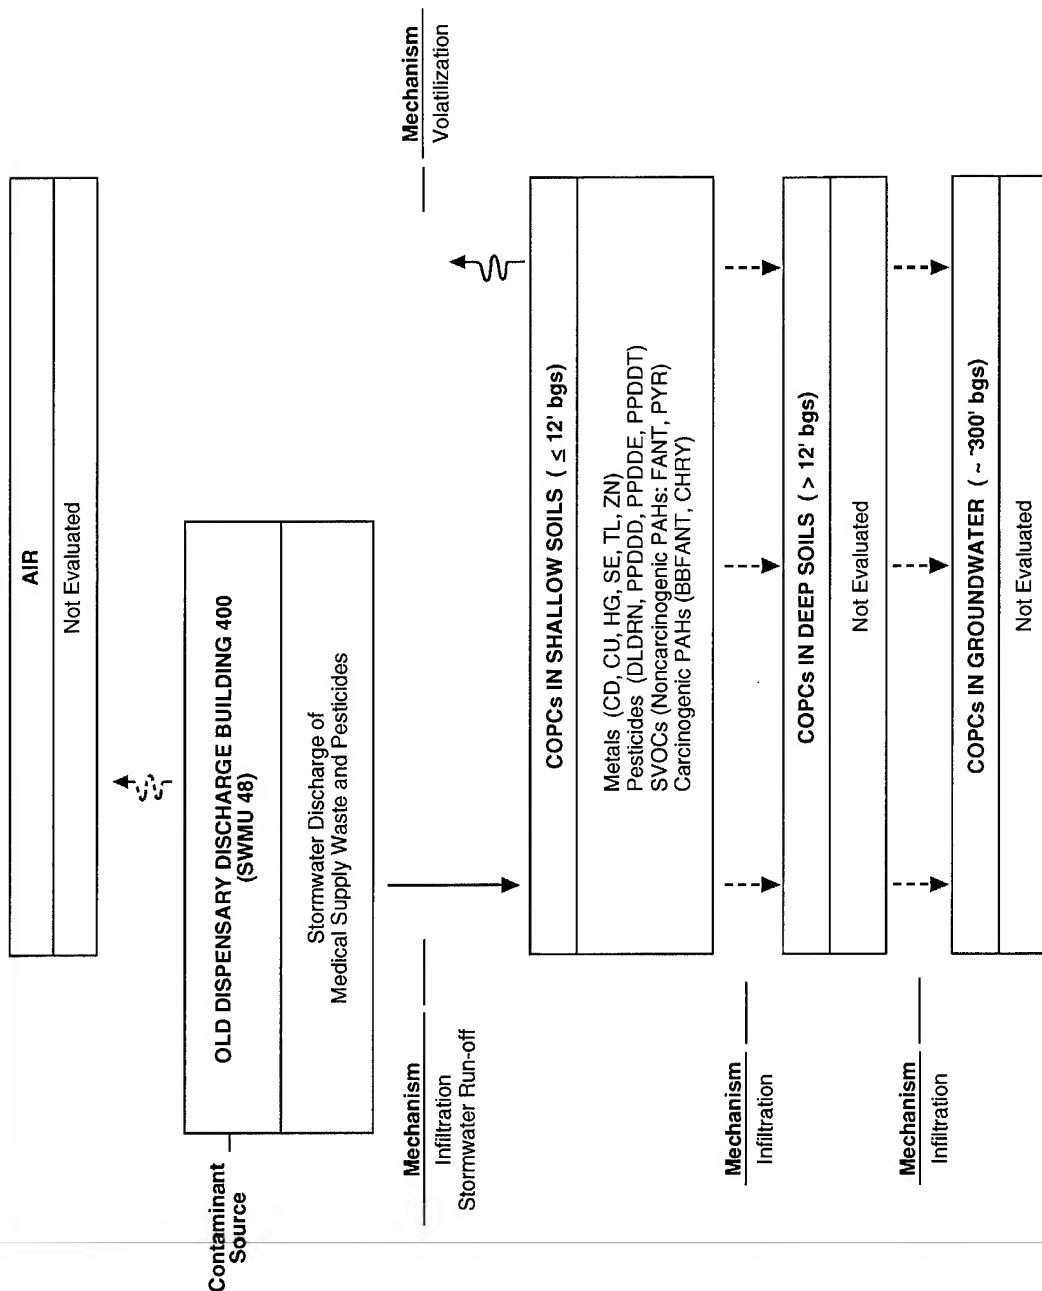 AIR
Not Evaluated
OLD DISPENSARY DISCHARGE BUILDING 400
(SWMU 48)
Stormwater Discharge of
Medical Supply Waste and Pesticides
Contaminant
Source
Mechanism
Infiltration
Stormwater Run-off
Mechanism
Volatilization
COPCs IN SHALLOW SOILS ( ≤ 12' bgs)
Metals (CD, CU, HG, SE, TL, ZN)
Pesticides (DLDRN, PPDDD, PPDDE, PPDDT)
SVOCs (Noncarcinogenic PAHs: FANT, PYR)
Carcinogenic PAHs (BBFANT, CHRY)
Mechanism
Infiltration
COPCs IN DEEP SOILS ( > 12' bgs)
Not Evaluated
Mechanism
Infiltration
COPCs IN GROUNDWATER ( ~ ~300' bgs)
Not Evaluated